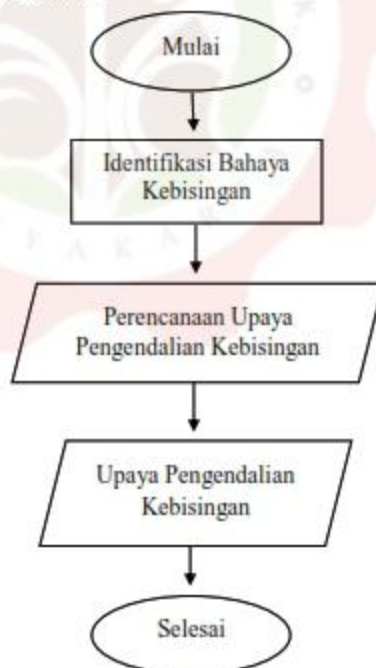 Mulai
Identifikasi Bahaya
Kebisingan
Perencanaan Upaya
Pengendalian Kebisingan
Upaya Pengendalian
Kebisingan
Selesai